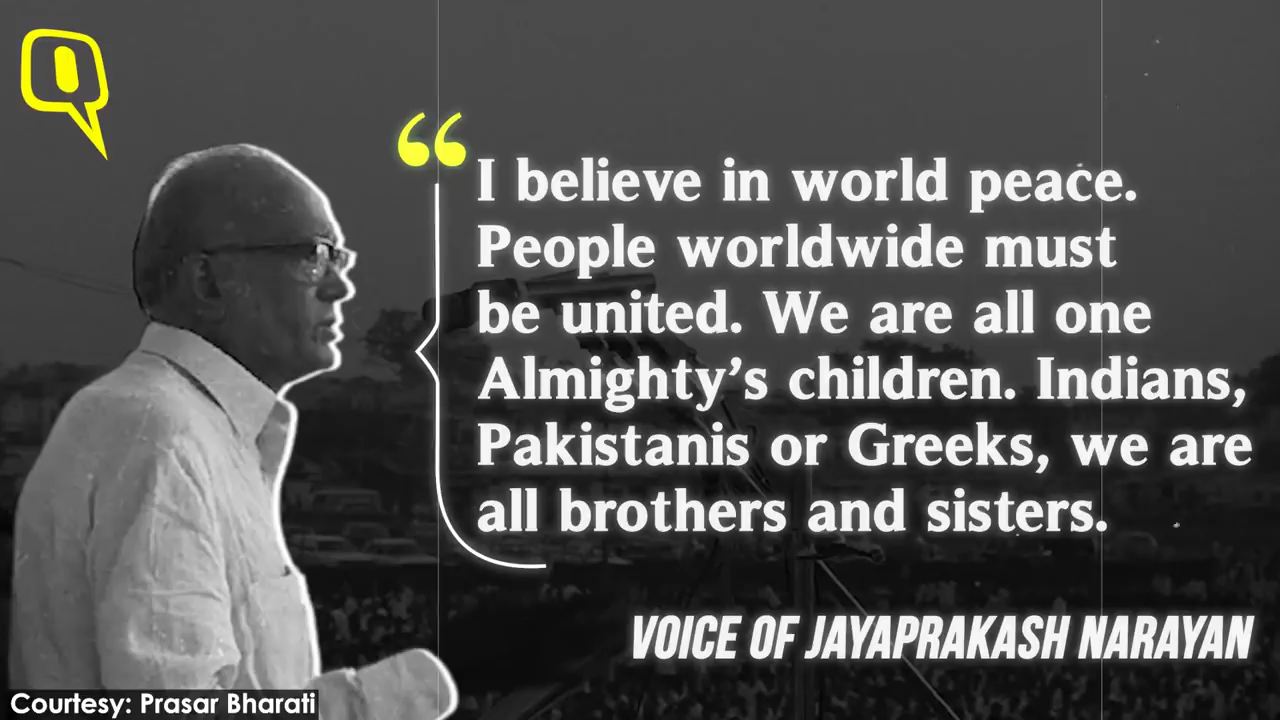 “
I believe in world peace.
People worldwide must
be united. We are all one
Almighty’s children. Indians,
Pakistanis or Greeks, we are
all brothers and sisters.
VOICE OF JAYAPRAKASH NARAYAN
Courtesy: Prasar Bharati